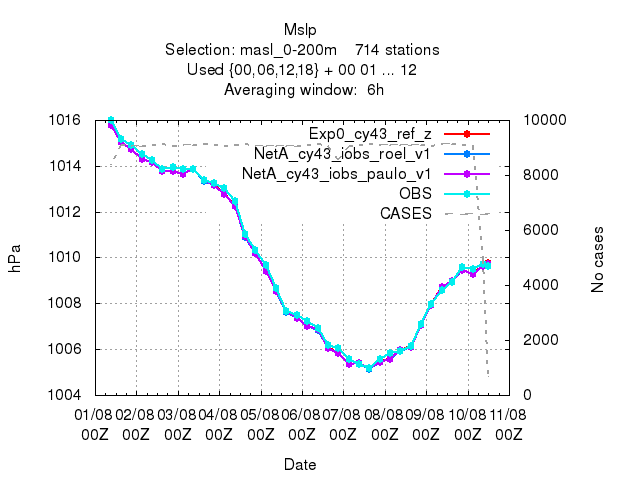 Mslp
Selection: masl_0-200m    714 stations
Used {00,06,12,18} + 00 01 ... 12
Averaging window:  6h
1016
1014
1012
1010
1008
1006
1004
hPa
10000
8000
6000
4000
2000
0
No cases
Exp0_cy43_ref_z
NetA_cy43_iobs_roel_v1
NetA_cy43_iobs_paulo_v1
OBS
CASES
01/08 02/08 03/08 04/08 05/08 06/08 07/08 08/08 09/08 10/08 11/08
00Z 00Z 00Z 00Z 00Z 00Z 00Z 00Z 00Z 00Z 00Z
Date